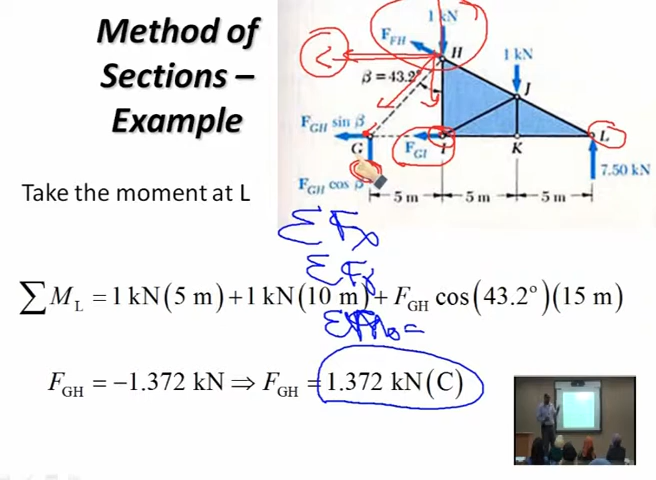 Method of
Sections –
Example
1 kN
F_FH
H
1 kN
β = 43.2°
J
F_GH sin β
F_GI
G
I
K
L
7.50 kN
F_GH cos β
5 m
5 m
5 m
Take the moment at L
Σ F_x
Σ F_y
∑ M_L = 1 kN(5 m) + 1 kN(10 m) + F_GH cos(43.2°)(15 m)
F_GH = −1.372 kN ⇒ F_GH = 1.372 kN(C)